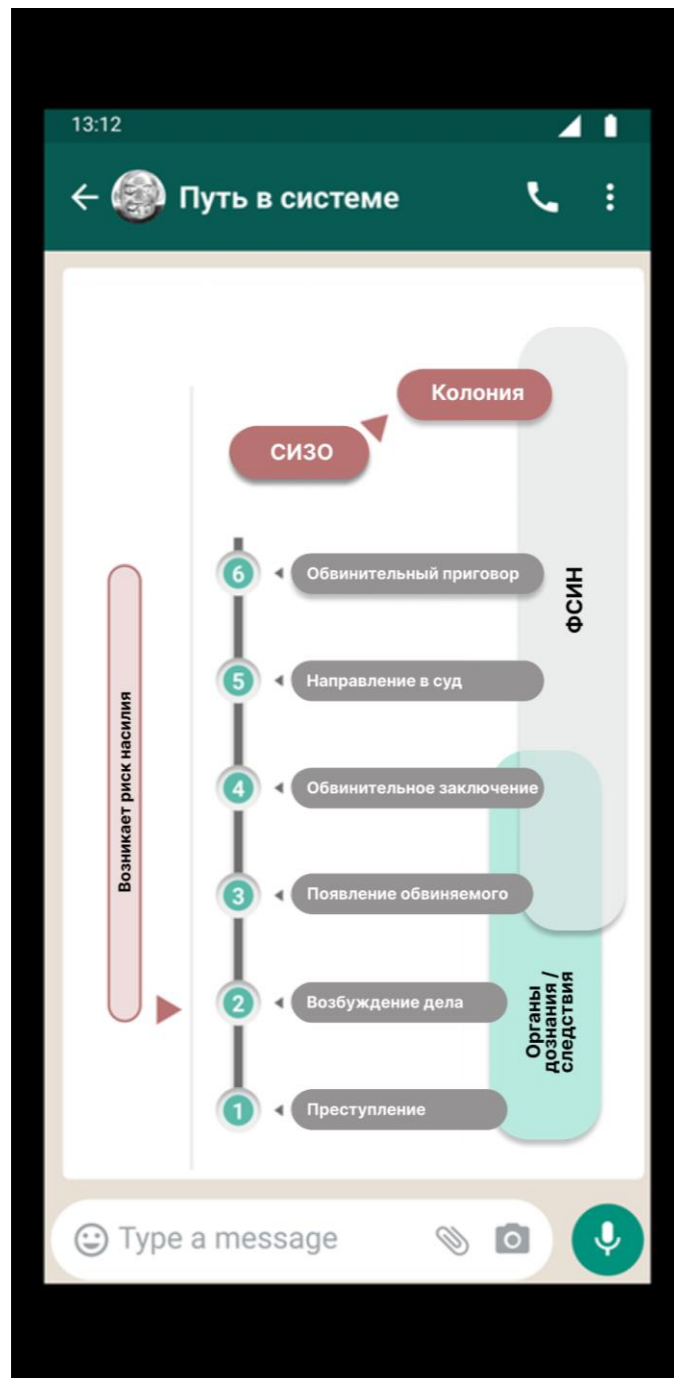 13:12
Путь в системе
Колония
СИЗО
ФСИН
6
Обвинительный приговор
5
Направление в суд
Возникает риск насилия
4
Обвинительное заключение
3
Появление обвиняемого
2
Возбуждение дела
Органы
дознания /
следствия
1
Преступление
Type a message